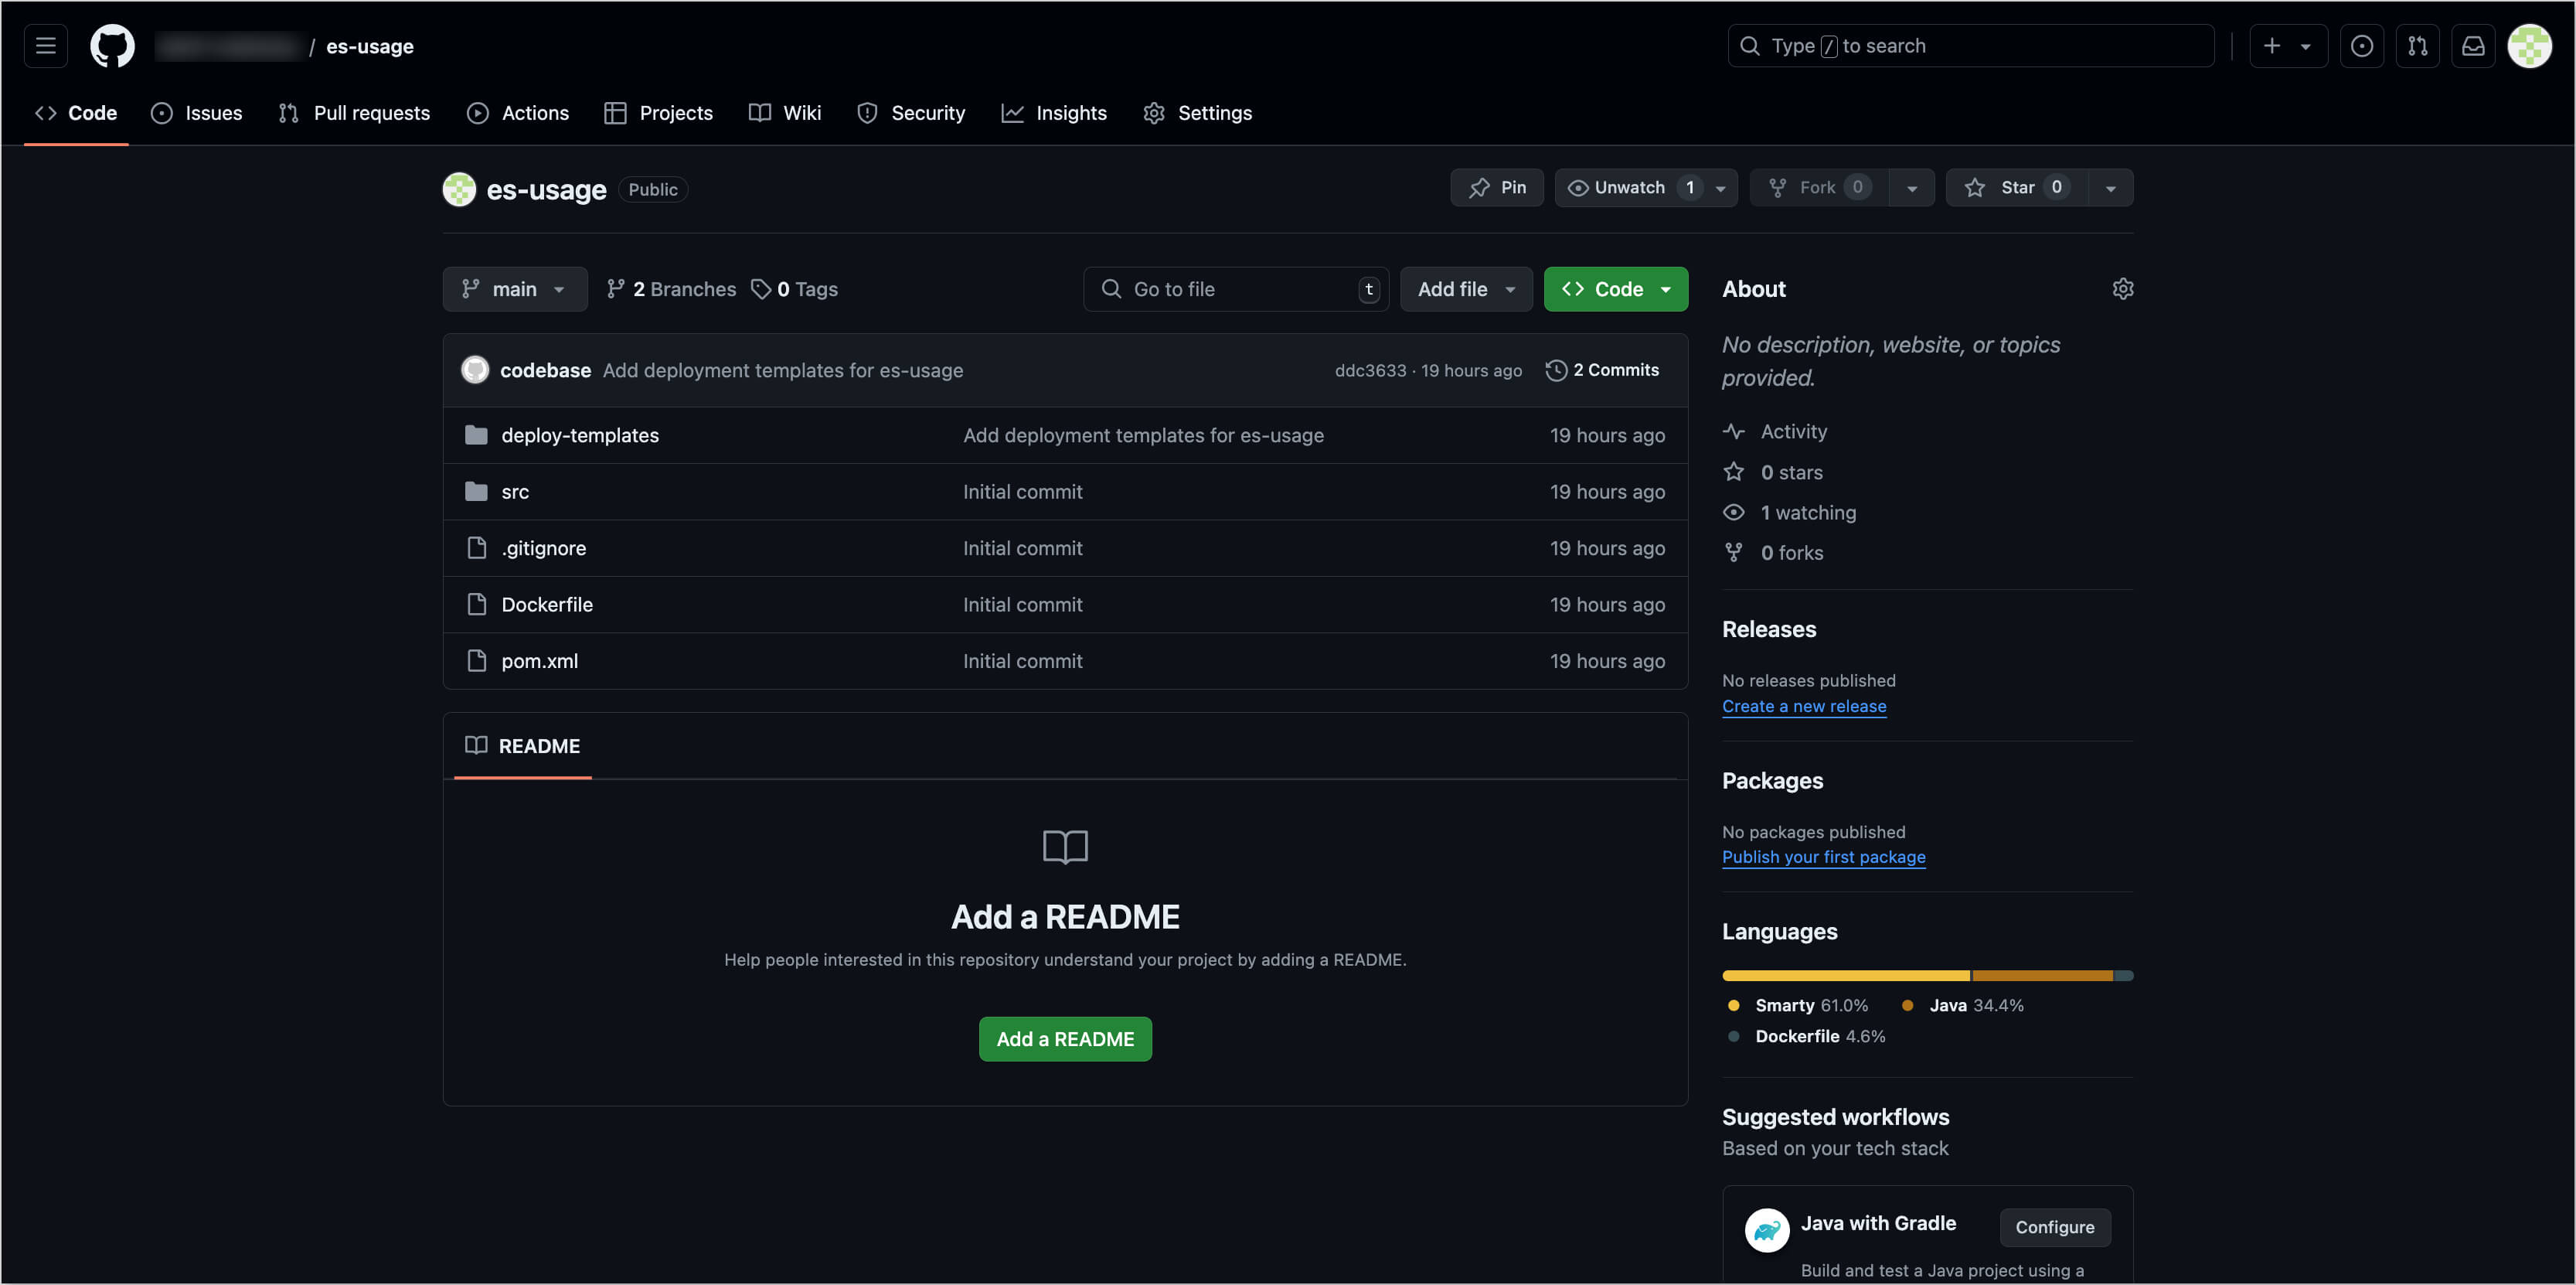 / es-usage
Type / to search
Code Issues Pull requests Actions Projects Wiki Security Insights Settings
es-usage Public
Pin Unwatch 1 Fork 0 Star 0
main 2 Branches 0 Tags Go to file t Add file Code
codebase Add deployment templates for es-usage ddc3633 · 19 hours ago 2 Commits
deploy-templates Add deployment templates for es-usage 19 hours ago
src Initial commit 19 hours ago
.gitignore Initial commit 19 hours ago
Dockerfile Initial commit 19 hours ago
pom.xml Initial commit 19 hours ago
README
Add a README
Help people interested in this repository understand your project by adding a README.
Add a README
About
No description, website, or topics
provided.
Activity
0 stars
1 watching
0 forks
Releases
No releases published
Create a new release
Packages
No packages published
Publish your first package
Languages
Smarty 61.0% Java 34.4%
Dockerfile 4.6%
Suggested workflows
Based on your tech stack
Java with Gradle Configure
Build and test a Java project using a